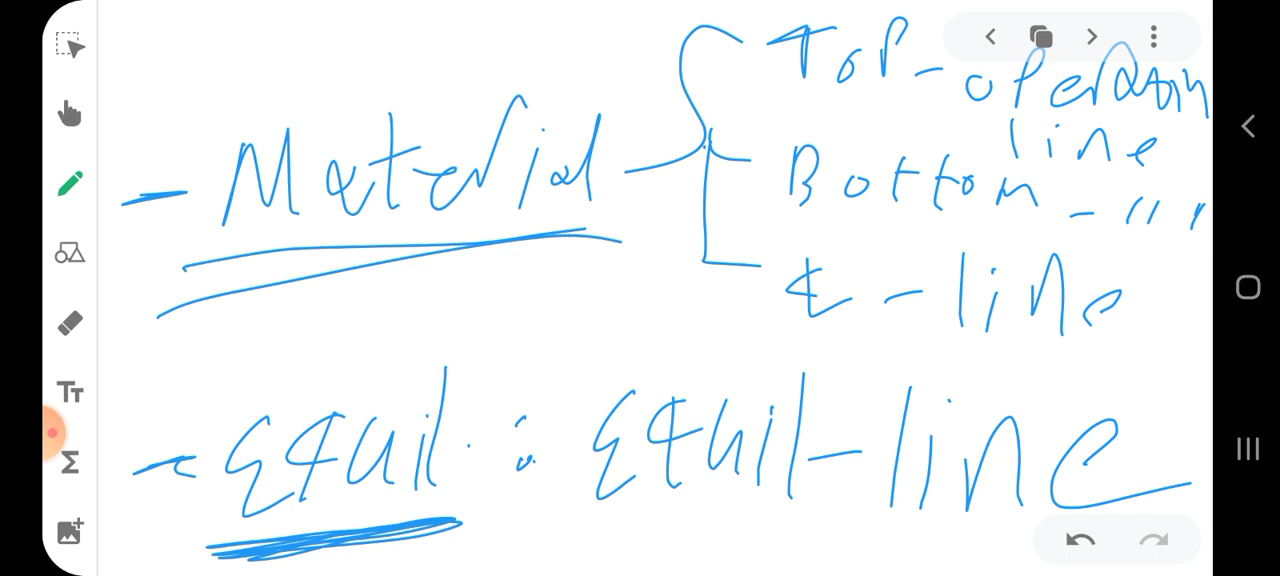 - Material { Top - operation
line
Bottom - "
¢ - line
- Equil. : Equil - line